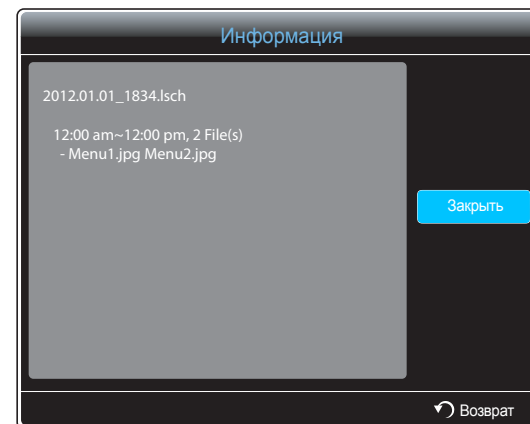 Информация
2012.01.01_1834.lsch
12:00 am~12:00 pm, 2 File(s)
- Menu1.jpg Menu2.jpg
Закрыть
Возврат